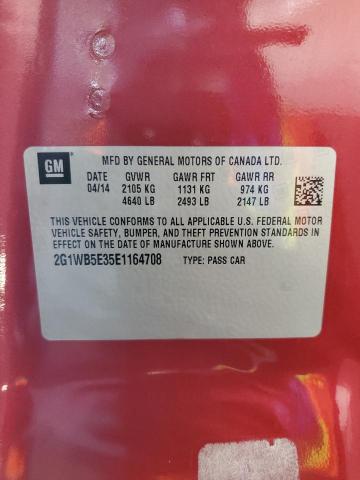 GM
MFD BY GENERAL MOTORS OF CANADA LTD.
DATE GVWR GAWR FRT GAWR RR
04/14 2105 KG 1131 KG 974 KG
4640 LB 2493 LB 2147 LB
THIS VEHICLE CONFORMS TO ALL APPLICABLE U.S. FEDERAL MOTOR
VEHICLE SAFETY, BUMPER, AND THEFT PREVENTION STANDARDS IN
EFFECT ON THE DATE OF MANUFACTURE SHOWN ABOVE.
2G1WB5E35E1164708 TYPE: PASS CAR